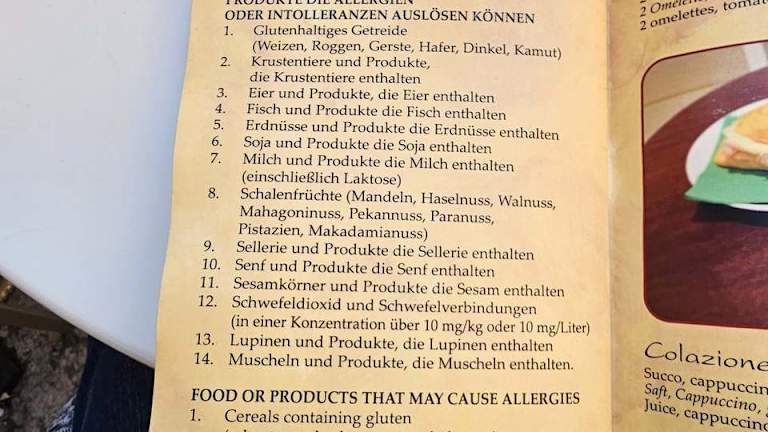 PRODUKTE DIE ALLERGIEN
ODER INTOLLERANZEN AUSLÖSEN KÖNNEN
1. Glutenhaltiges Getreide
(Weizen, Roggen, Gerste, Hafer, Dinkel, Kamut)
2. Krustentiere und Produkte,
die Krustentiere enthalten
3. Eier und Produkte, die Eier enthalten
4. Fisch und Produkte die Fisch enthalten
5. Erdnüsse und Produkte die Erdnüsse enthalten
6. Soja und Produkte die Soja enthalten
7. Milch und Produkte die Milch enthalten
(einschließlich Laktose)
8. Schalenfrüchte (Mandeln, Haselnuss, Walnuss,
Mahagoninuss, Pekannuss, Paranuss,
Pistazien, Makadamianuss)
9. Sellerie und Produkte die Sellerie enthalten
10. Senf und Produkte die Senf enthalten
11. Sesamkörner und Produkte die Sesam enthalten
12. Schwefeldioxid und Schwefelverbindungen
(in einer Konzentration über 10 mg/kg oder 10 mg/Liter)
13. Lupinen und Produkte, die Lupinen enthalten
14. Muscheln und Produkte, die Muscheln enthalten.
FOOD OR PRODUCTS THAT MAY CAUSE ALLERGIES
1. Cereals containing gluten
2 omelettes, tomat
Colazione
Succo, cappuccin
Saft, Cappuccino,
Juice, cappuccino